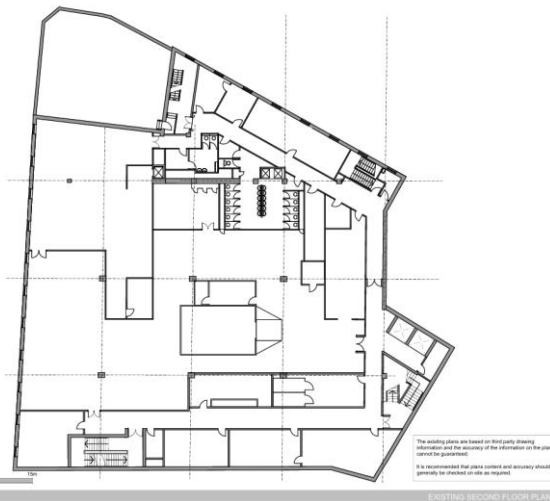 The existing plans are based on third party drawing
information and the accuracy of the information on the plan
cannot be guaranteed.
It is recommended that plans content and accuracy should
generally be checked on site as required.
15m
EXISTING SECOND FLOOR PLAN